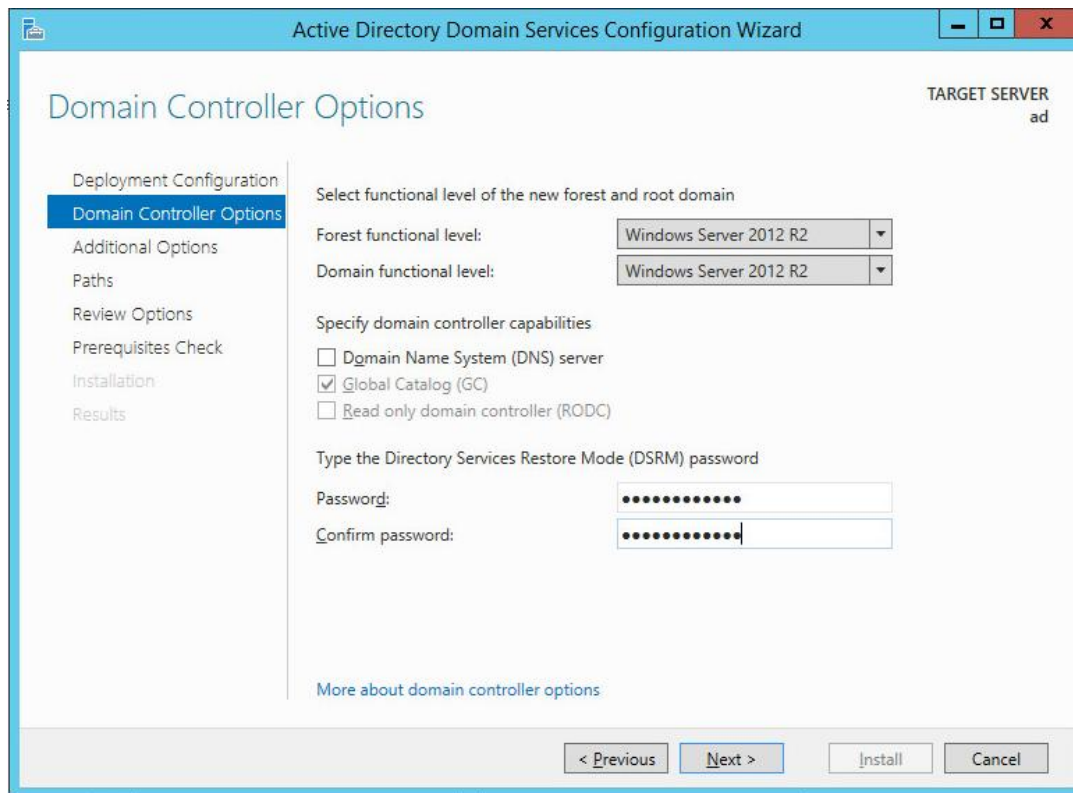 Active Directory Domain Services Configuration Wizard
Domain Controller Options
TARGET SERVER
ad
Deployment Configuration
Domain Controller Options
Additional Options
Paths
Review Options
Prerequisites Check
Installation
Results
Select functional level of the new forest and root domain
Forest functional level: Windows Server 2012 R2
Domain functional level: Windows Server 2012 R2
Specify domain controller capabilities
Domain Name System (DNS) server
Global Catalog (GC)
Read only domain controller (RODC)
Type the Directory Services Restore Mode (DSRM) password
Password: ●●●●●●●●●●●●
Confirm password: ●●●●●●●●●●●●
More about domain controller options
< Previous Next > Install Cancel